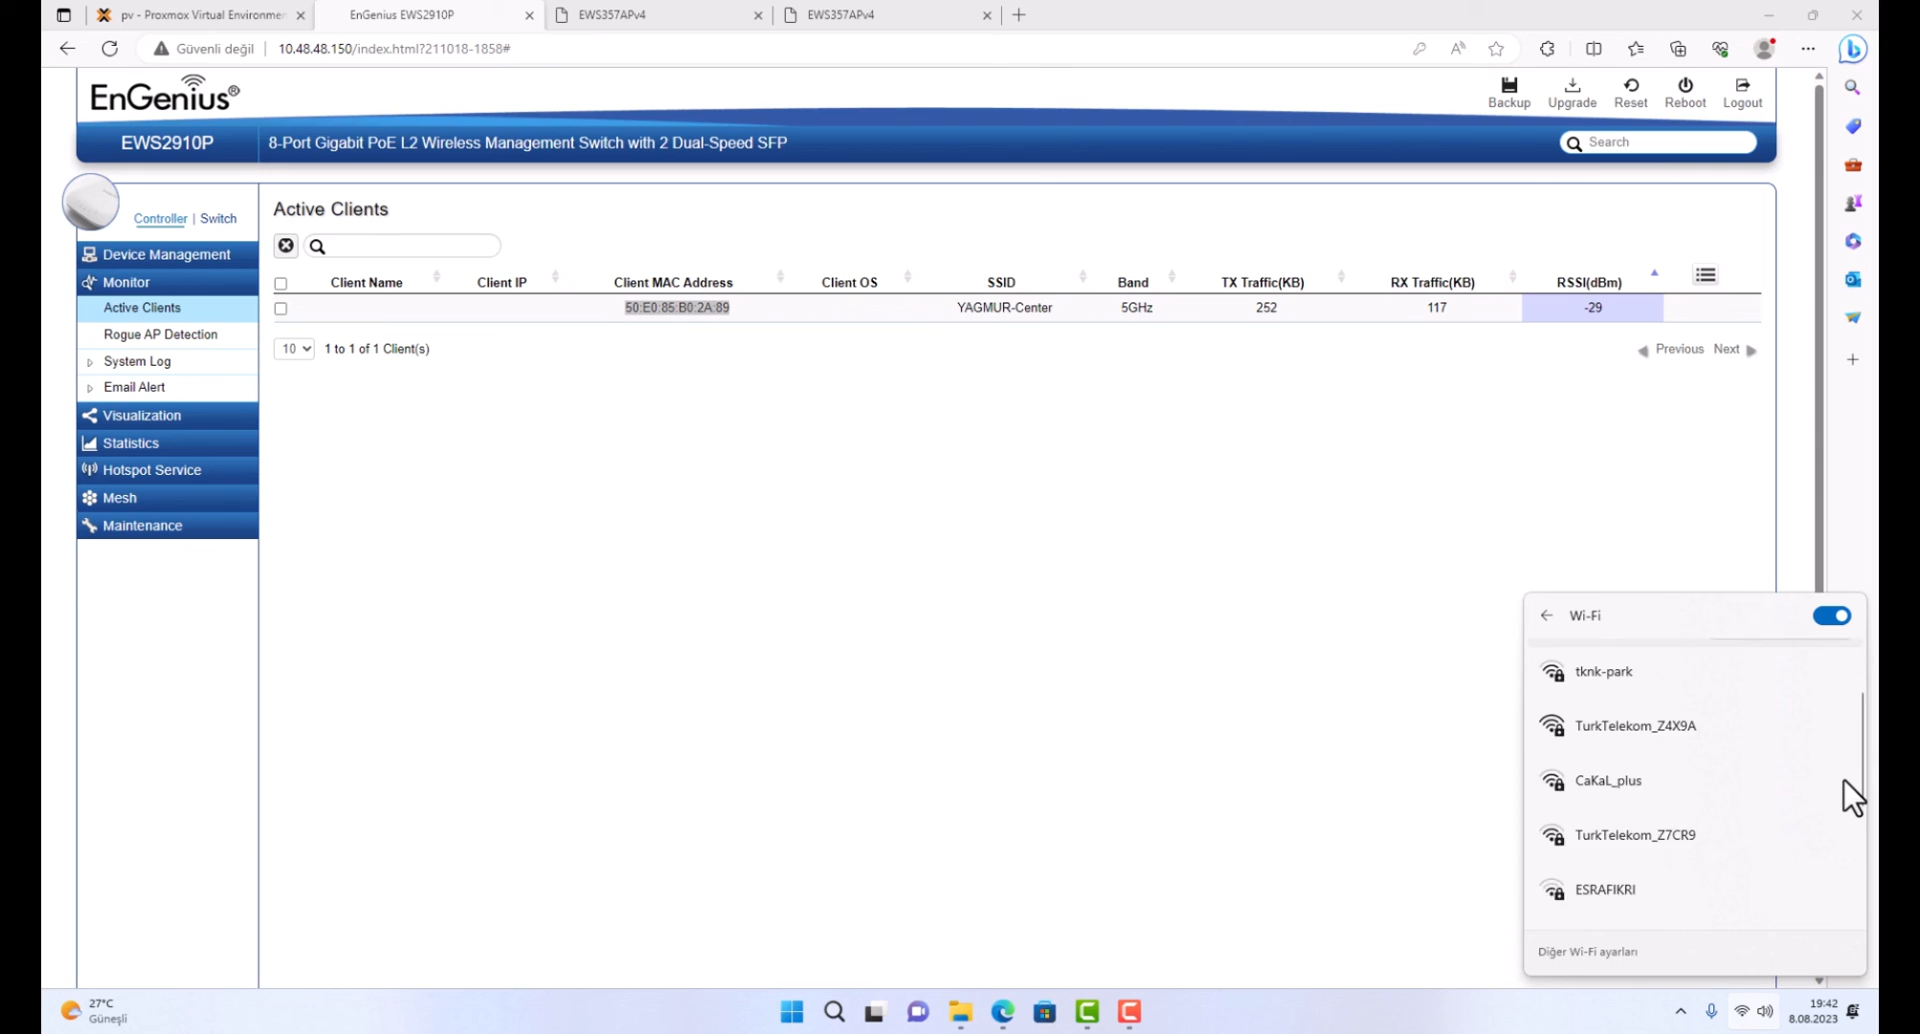 pv - Proxmox Virtual Environmen
EnGenius EWS2910P
EWS357APv4
EWS357APv4
Güvenli değil
10.48.48.150/index.html?211018-1858#
EnGenius®
Backup
Upgrade
Reset
Reboot
Logout
EWS2910P
8-Port Gigabit PoE L2 Wireless Management Switch with 2 Dual-Speed SFP
Search
Controller | Switch
Device Management
Monitor
Active Clients
Rogue AP Detection
System Log
Email Alert
Visualization
Statistics
Hotspot Service
Mesh
Maintenance
Active Clients
Client Name Client IP Client MAC Address Client OS SSID Band TX Traffic(KB) RX Traffic(KB) RSSI(dBm)
50:E0:85:B0:2A:89 YAGMUR-Center 5GHz 252 117 -29
10 1 to 1 of 1 Client(s)
Previous Next
Wi-Fi
tknk-park
TurkTelekom_Z4X9A
CaKaL_plus
TurkTelekom_Z7CR9
ESRAFIKRI
Diğer Wi-Fi ayarları
27°C
Güneşli
19:42
8.08.2023